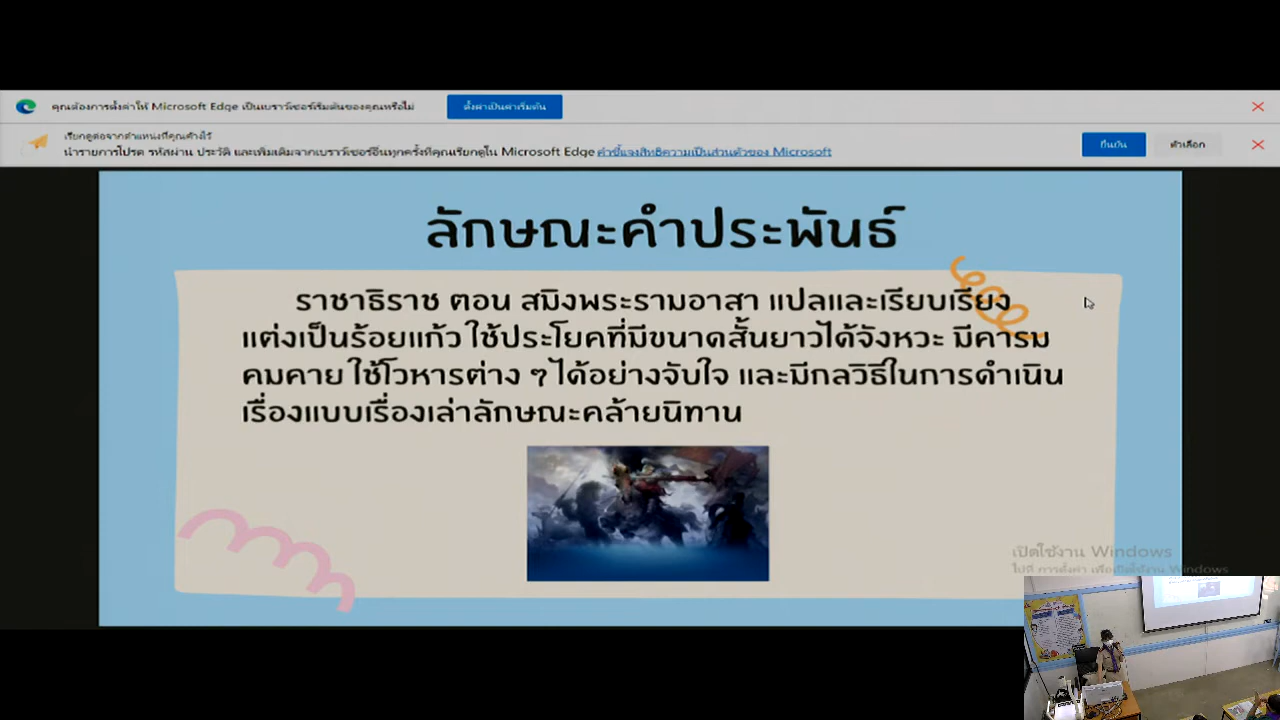 คุณต้องการตั้งค่าให้ Microsoft Edge เป็นเบราว์เซอร์เริ่มต้นของคุณหรือไม่
ตั้งค่าเป็นค่าเริ่มต้น
เรียกดูต่อจากตำแหน่งที่คุณค้างไว้
นำรายการโปรด รหัสผ่าน ประวัติ และเพิ่มเติมจากเบราว์เซอร์อื่นทุกครั้งที่คุณเรียกดูใน Microsoft Edge คำชี้แจงสิทธิ์ความเป็นส่วนตัวของ Microsoft
ยืนยัน
ตัวเลือก
ลักษณะคำประพันธ์
ราชาธิราช ตอน สมิงพระรามอาสา แปลและเรียบเรียง
แต่งเป็นร้อยแก้ว ใช้ประโยคที่มีขนาดสั้นยาวได้จังหวะ มีคารม
คมคาย ใช้โวหารต่าง ๆ ได้อย่างจับใจ และมีกลวิธีในการดำเนิน
เรื่องแบบเรื่องเล่าลักษณะคล้ายนิทาน
เปิดใช้งาน Windows
ไปที่ การตั้งค่า เพื่อเปิดใช้งาน Windows